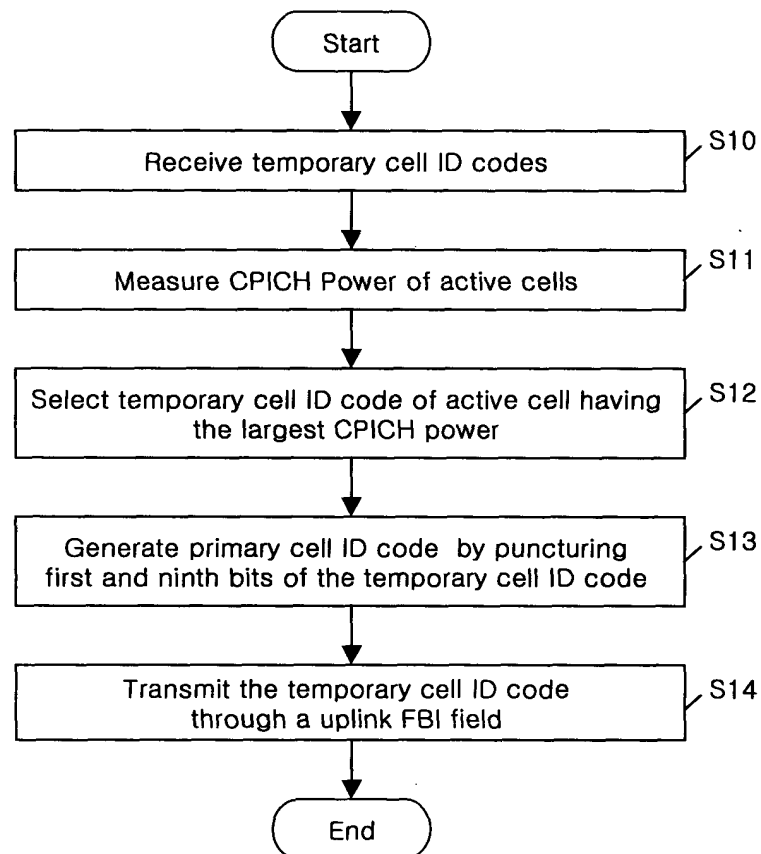 Start
Receive temporary cell ID codes
S10
Measure CPICH Power of active cells
S11
Select temporary cell ID code of active cell having
the largest CPICH power
S12
Generate primary cell ID code by puncturing
first and ninth bits of the temporary cell ID code
S13
Transmit the temporary cell ID code
through a uplink FBI field
S14
End